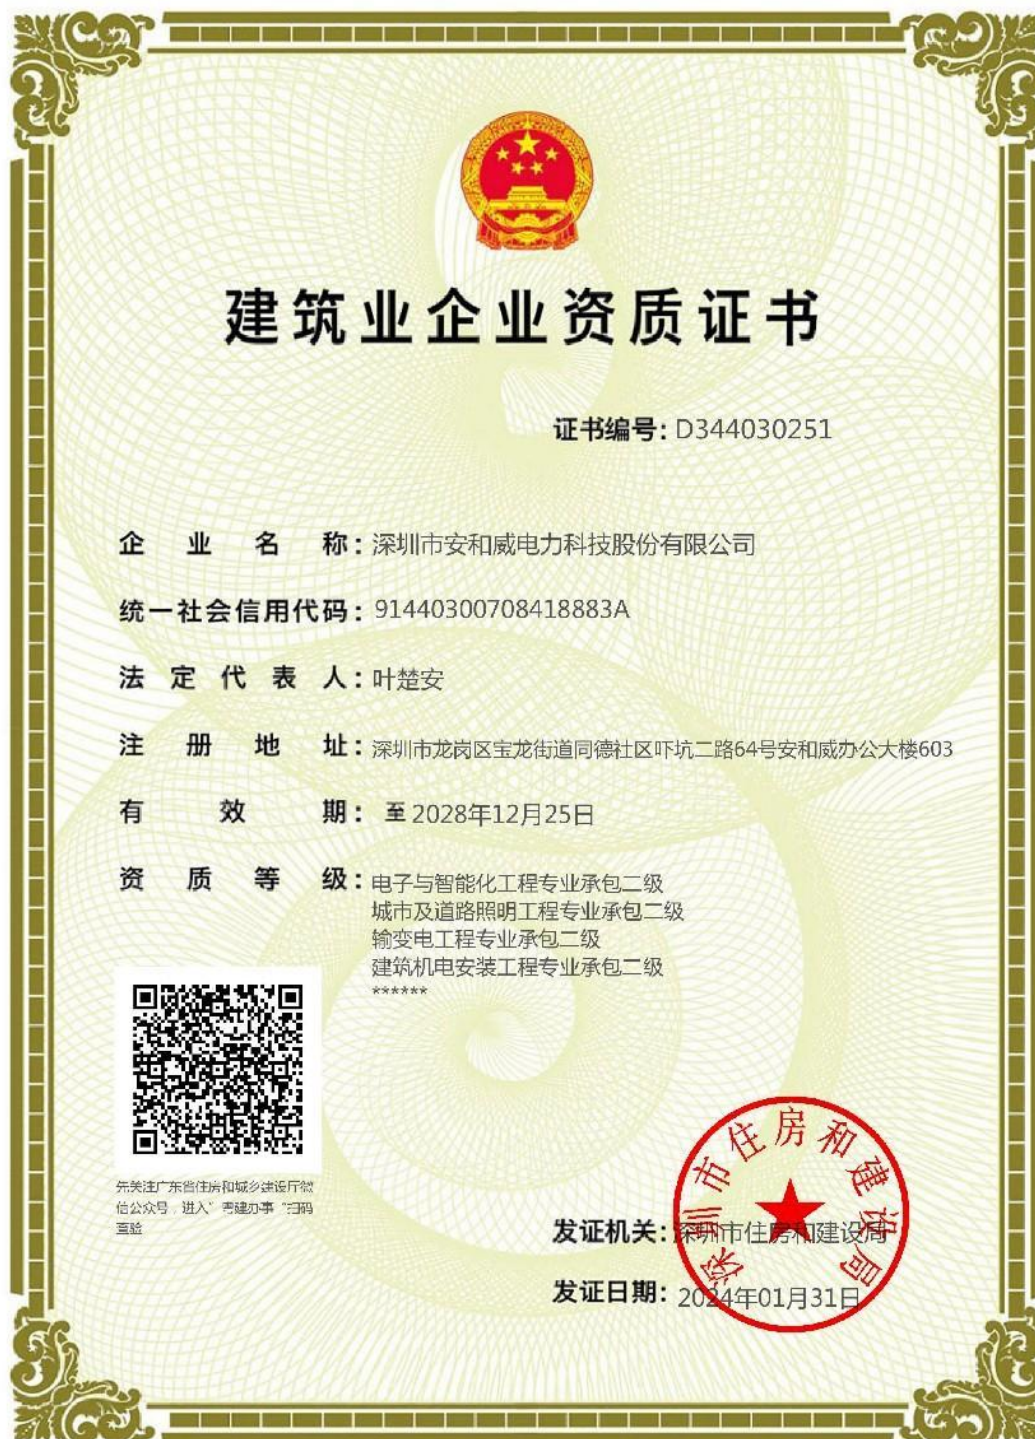 建筑业企业资质证书
证书编号：D344030251
企业名称：深圳市安和威电力科技股份有限公司
统一社会信用代码：91440300708418883A
法定代表人：叶楚安
注册地址：深圳市龙岗区宝龙街道同德社区吓坑二路64号安和威办公大楼603
有效期：至2028年12月25日
资质等级：电子与智能化工程专业承包二级
城市及道路照明工程专业承包二级
输变电工程专业承包二级
建筑机电安装工程专业承包二级
******
先关注广东省住房和城乡建设厅微
信公众号，进入“粤建办事”扫码
查验
深圳市住房和建设局
发证机关：深圳市住房和建设局
发证日期：2024年01月31日